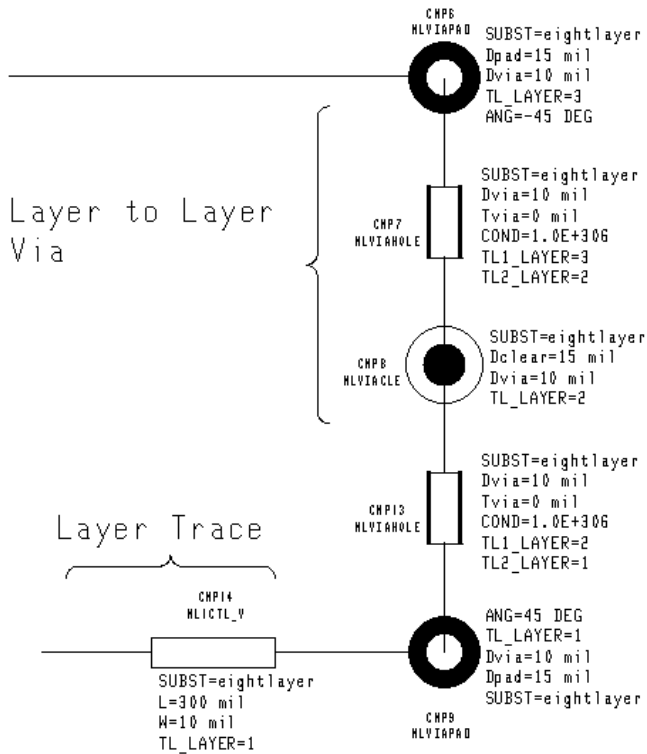 CMP6
MLVIAPAD
SUBST=eightlayer
Dpad=15 mil
Dvia=10 mil
TL_LAYER=3
ANG=-45 DEG
Layer to Layer
Via
CMP7
MLVIAHOLE
SUBST=eightlayer
Dvia=10 mil
Tvia=0 mil
COND=1.0E+306
TL1_LAYER=3
TL2_LAYER=2
CMP8
MLVIACLE
SUBST=eightlayer
Dclear=15 mil
Dvia=10 mil
TL_LAYER=2
CMP13
MLVIAHOLE
SUBST=eightlayer
Dvia=10 mil
Tvia=0 mil
COND=1.0E+306
TL1_LAYER=2
TL2_LAYER=1
Layer Trace
CMP14
MLICTL_V
SUBST=eightlayer
L=300 mil
W=10 mil
TL_LAYER=1
ANG=45 DEG
TL_LAYER=1
Dvia=10 mil
Dpad=15 mil
SUBST=eightlayer
CMP9
MLVIAPAD